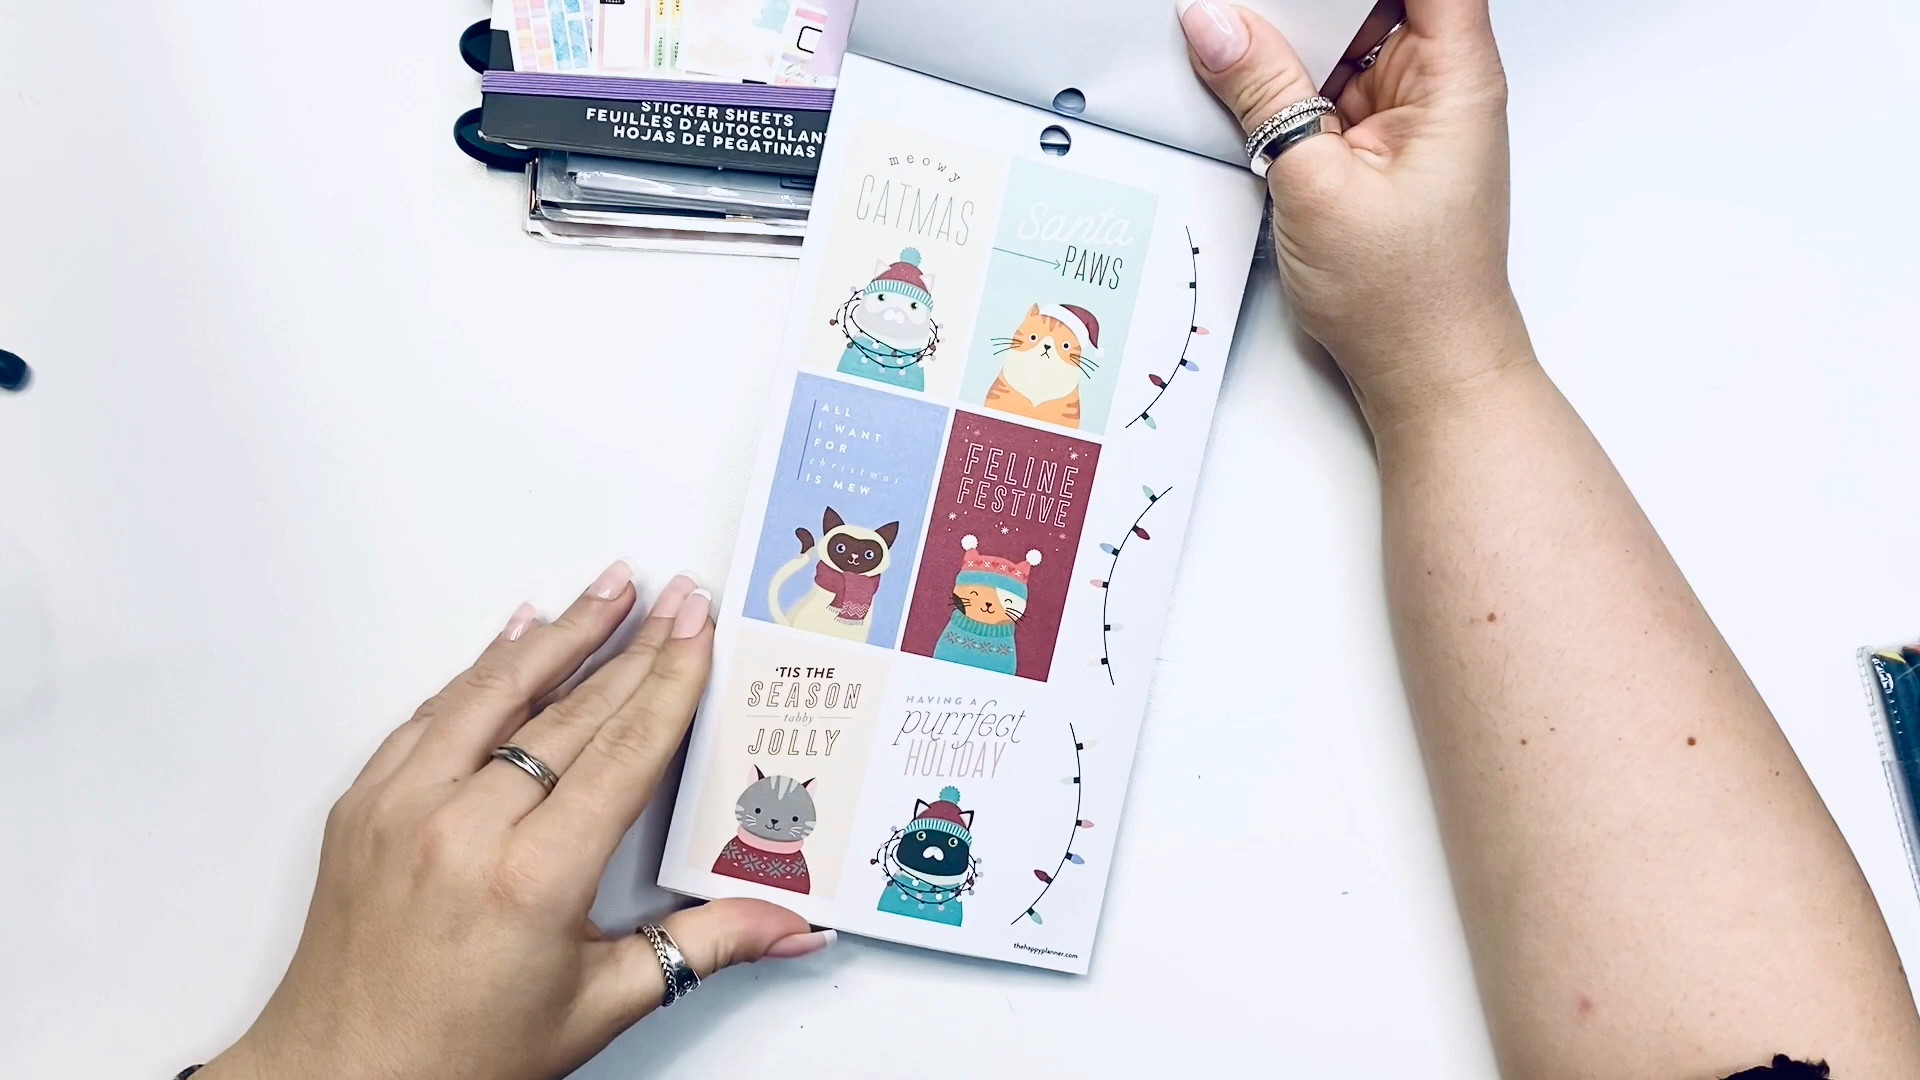 STICKER SHEETS
FEUILLES D'AUTOCOLLAN
HOJAS DE PEGATINAS
meowy
CATMAS
Santa
PAWS
ALL
I WANT
FOR
christmas
IS MEW
FELINE
FESTIVE
'TIS THE
SEASON
tabby
JOLLY
HAVING A
purrfect
HOLIDAY
thehappyplanner.com